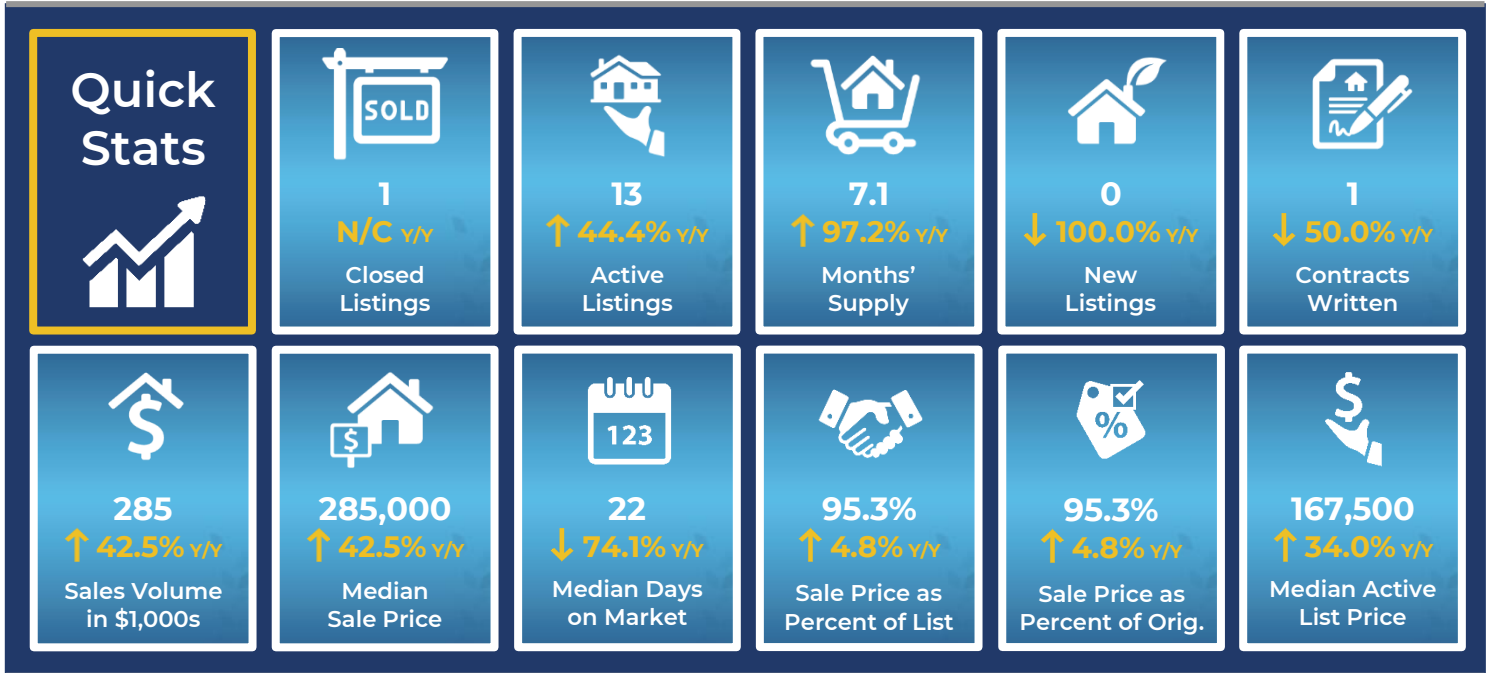 Quick
Stats
SOLD
1
N/C Y/Y
Closed
Listings
13
↑ 44.4% Y/Y
Active
Listings
7.1
↑ 97.2% Y/Y
Months’
Supply
0
↓ 100.0% Y/Y
New
Listings
1
↓ 50.0% Y/Y
Contracts
Written
$
285
↑ 42.5% Y/Y
Sales Volume
in $1,000s
$
285,000
↑ 42.5% Y/Y
Median
Sale Price
123
22
↓ 74.1% Y/Y
Median Days
on Market
95.3%
↑ 4.8% Y/Y
Sale Price as
Percent of List
%
95.3%
↑ 4.8% Y/Y
Sale Price as
Percent of Orig.
$
167,500
↑ 34.0% Y/Y
Median Active
List Price